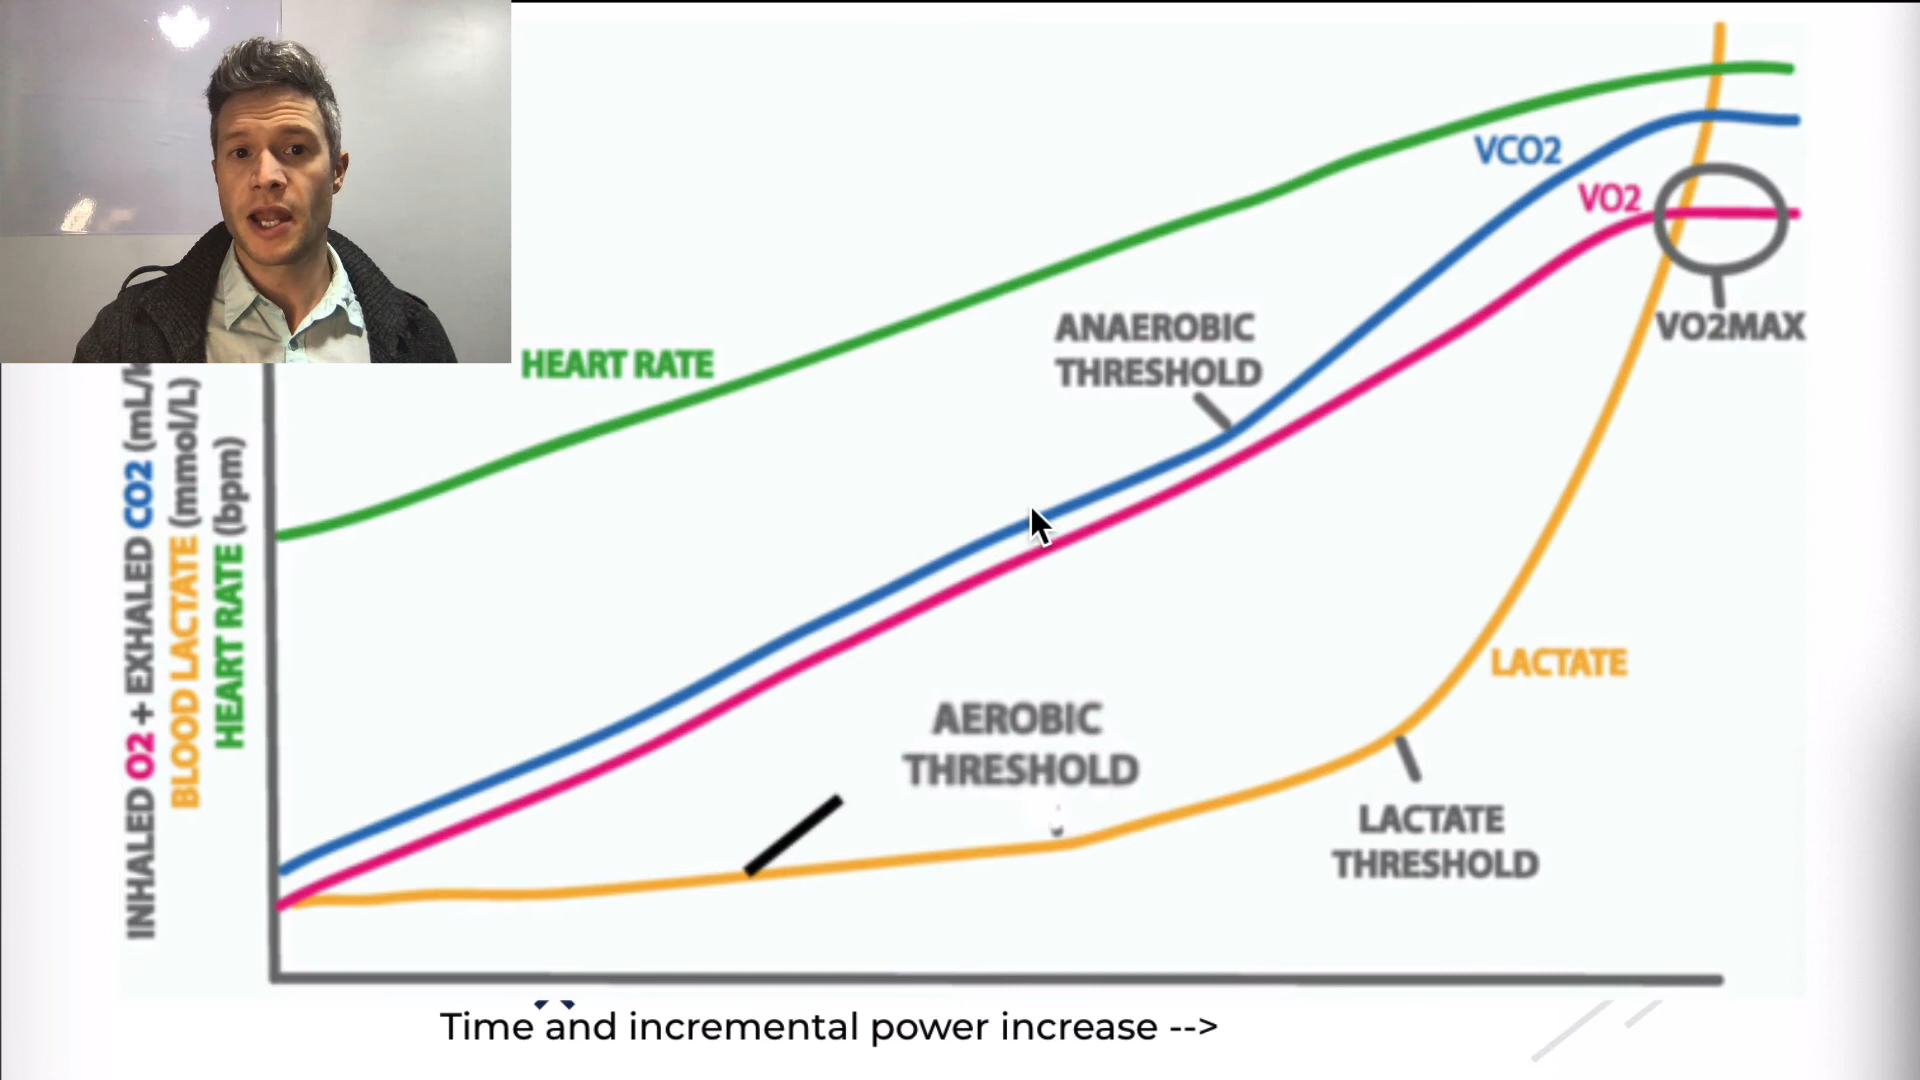 VCO2
VO2
ANAEROBIC
THRESHOLD
VO2MAX
HEART RATE
INHALED O2 + EXHALED CO2 (mL/
BLOOD LACTATE (mmol/L)
HEART RATE (bpm)
LACTATE
AEROBIC
THRESHOLD
LACTATE
THRESHOLD
Time and incremental power increase -->